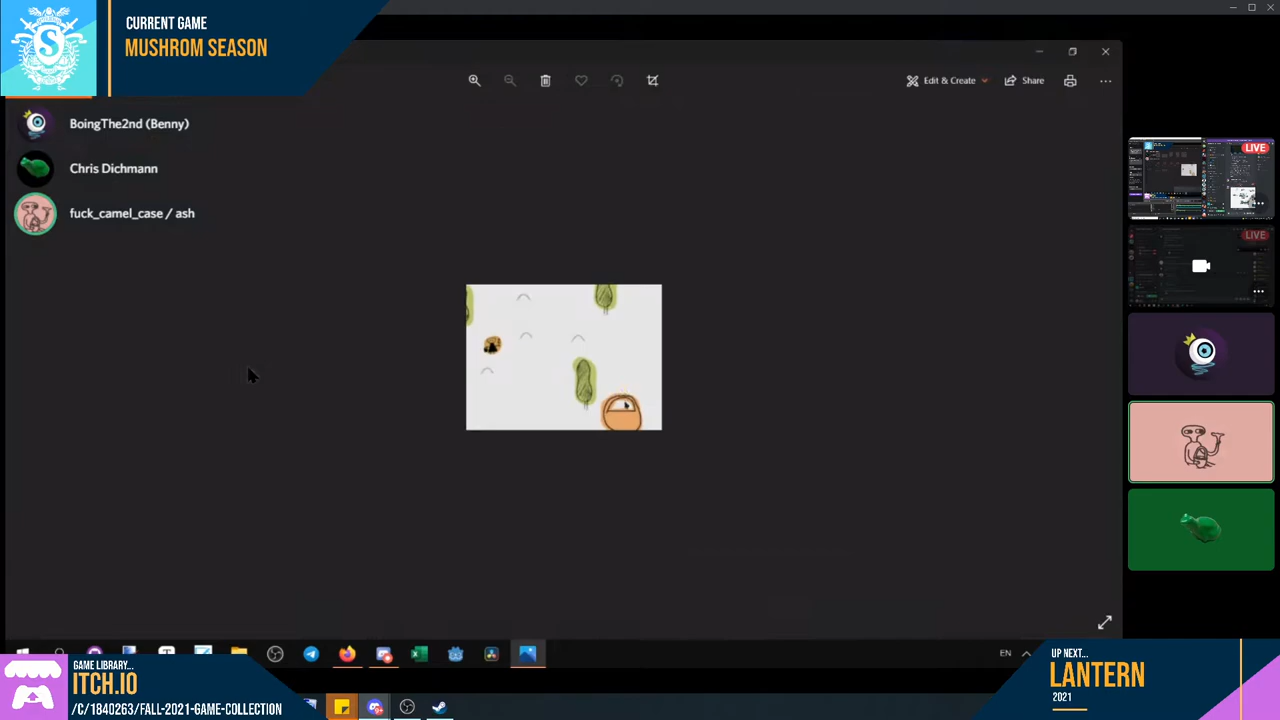 CURRENT GAME
MUSHROM SEASON
Edit & Create
Share
BoingThe2nd (Benny)
Chris Dichmann
fuck_camel_case / ash
LIVE
LIVE
EN
GAME LIBRARY...
ITCH.IO
/C/1840263/FALL-2021-GAME-COLLECTION
UP NEXT...
LANTERN
2021